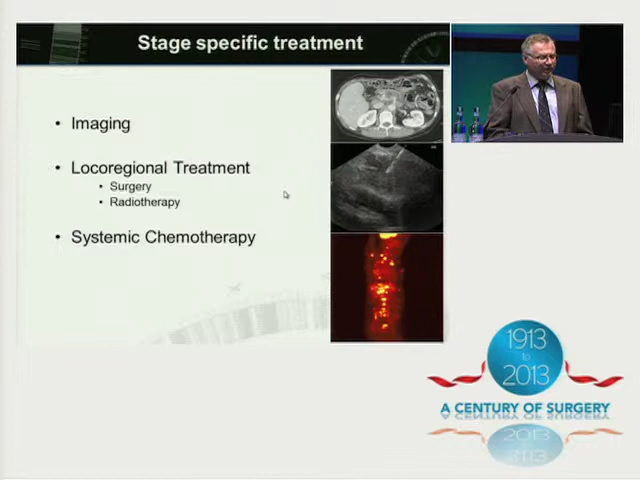 Stage specific treatment
• Imaging
• Locoregional Treatment
• Surgery
• Radiotherapy
• Systemic Chemotherapy
1913
to
2013
A CENTURY OF SURGERY